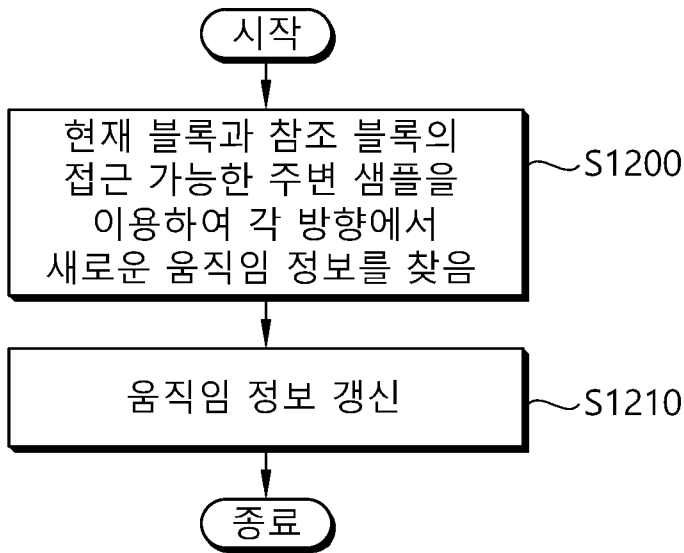 시작
현재 블록과 참조 블록의
접근 가능한 주변 샘플을
이용하여 각 방향에서
새로운 움직임 정보를 찾음
S1200
움직임 정보 갱신
S1210
종료